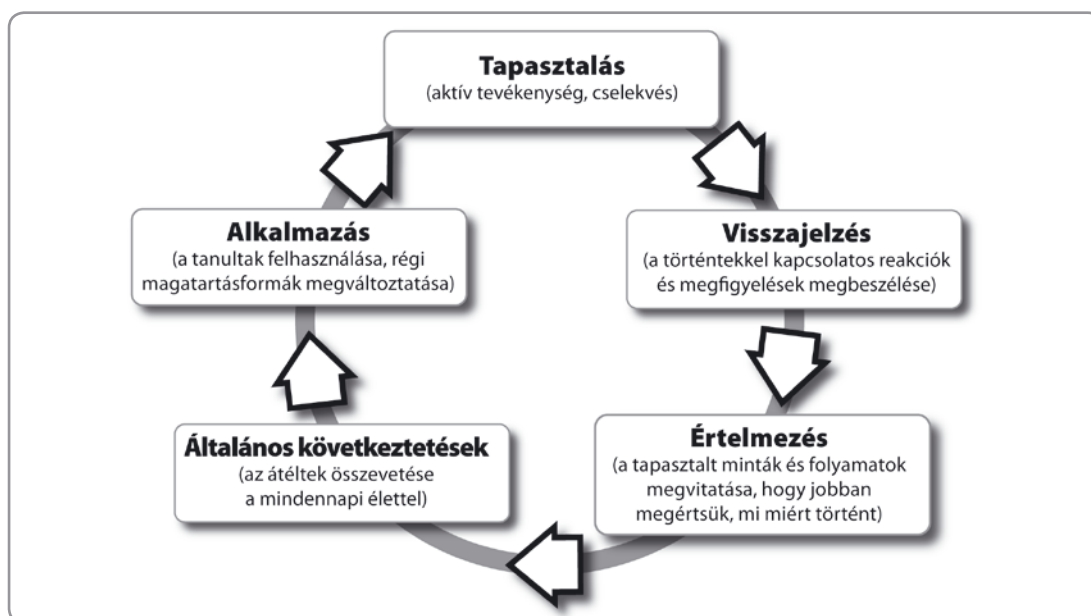 Tapasztalás
(aktív tevékenység, cselekvés)
Visszajelzés
(a történtekkel kapcsolatos reakciók
és megfigyelések megbeszélése)
Értelmezés
(a tapasztalt minták és folyamatok
megvitatása, hogy jobban
megértsük, mi miért történt)
Általános következtetések
(az átéltek összevetése
a mindennapi élettel)
Alkalmazás
(a tanultak felhasználása, régi
magatartásformák megváltoztatása)